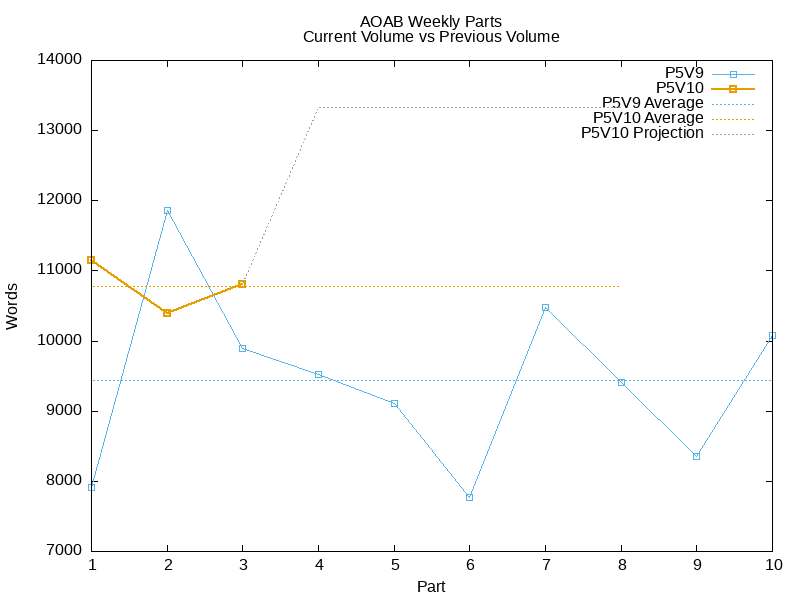 AOAB Weekly Parts
Current Volume vs Previous Volume
14000
13000
12000
11000
10000
9000
8000
7000
Words
P5V9
P5V10
P5V9 Average
P5V10 Average
P5V10 Projection
1 2 3 4 5 6 7 8 9 10
Part